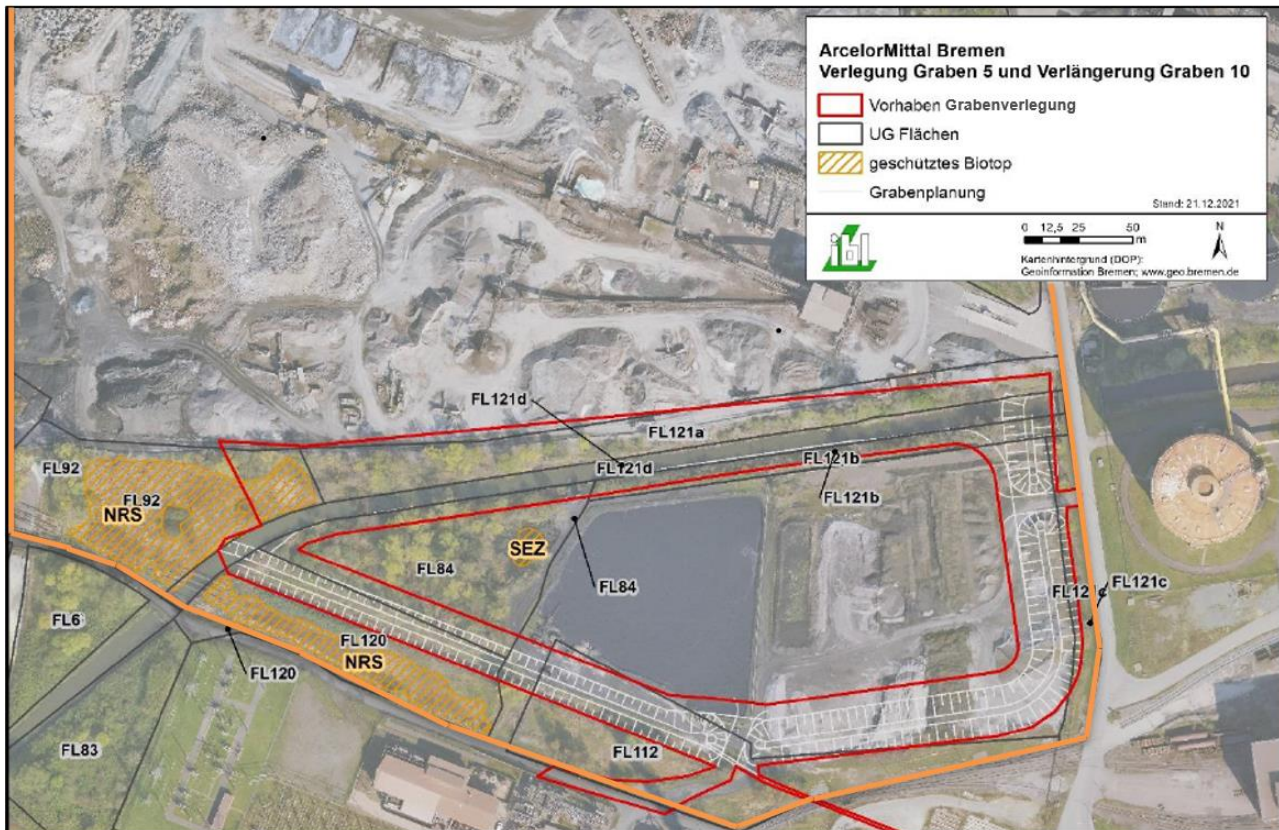 ArcelorMittal Bremen
Verlegung Graben 5 und Verlängerung Graben 10
Vorhaben Grabenverlegung
UG Flächen
geschütztes Biotop
Grabenplanung
Stand: 21.12.2021
ibl
0 12,5 25 50
m
N
Kartenhintergrund (DOP):
Geoinformation Bremen; www.geo.bremen.de
FL121d
FL121a
FL121d
FL121b
FL121b
FL92
FL92
NRS
SEZ
FL84
FL84
FL121c
FL121c
FL6
FL120
NRS
FL120
FL83
FL112